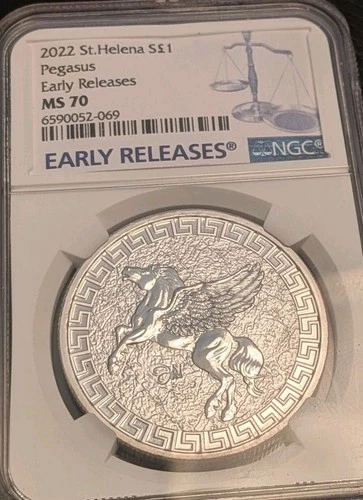 2022 St.Helena S£1
Pegasus
Early Releases
MS 70
6590052-069
EARLY RELEASES®
NGC®